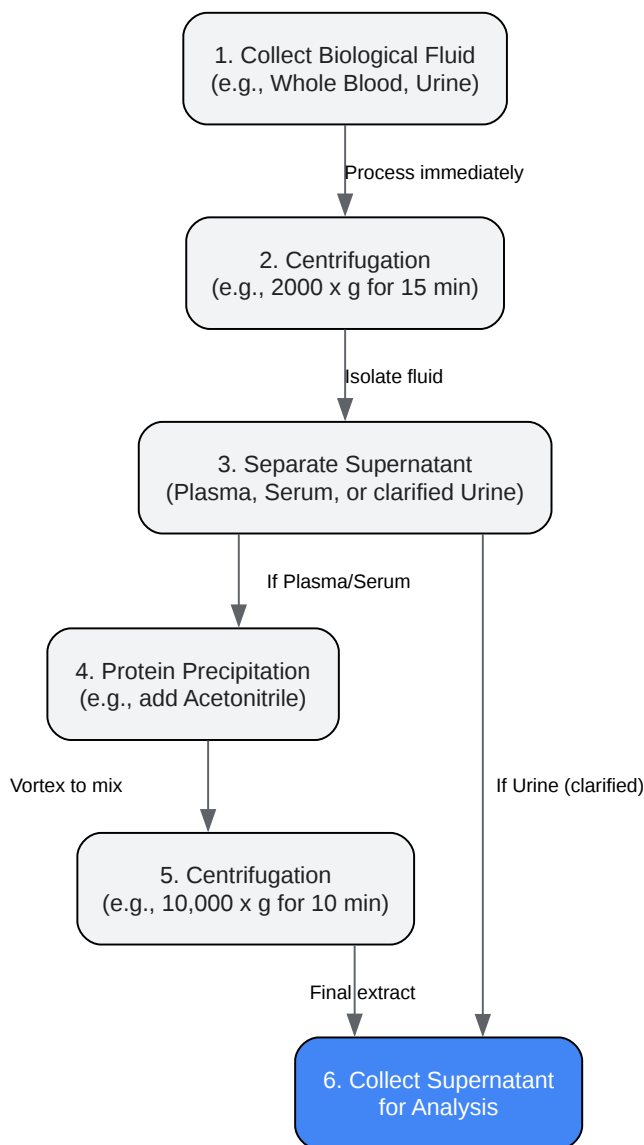 1. Collect Biological Fluid
(e.g., Whole Blood, Urine)
Process immediately
2. Centrifugation
(e.g., 2000 x g for 15 min)
Isolate fluid
3. Separate Supernatant
(Plasma, Serum, or clarified Urine)
If Plasma/Serum
4. Protein Precipitation
(e.g., add Acetonitrile)
Vortex to mix
If Urine (clarified)
5. Centrifugation
(e.g., 10,000 x g for 10 min)
Final extract
6. Collect Supernatant
for Analysis